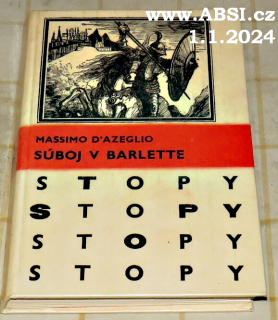 www.ABSI.cz
1.1.2024
MASSIMO D'AZEGLIO
SÚBOJ V BARLETTE
STOPY
STOPY
STOPY
STOPY